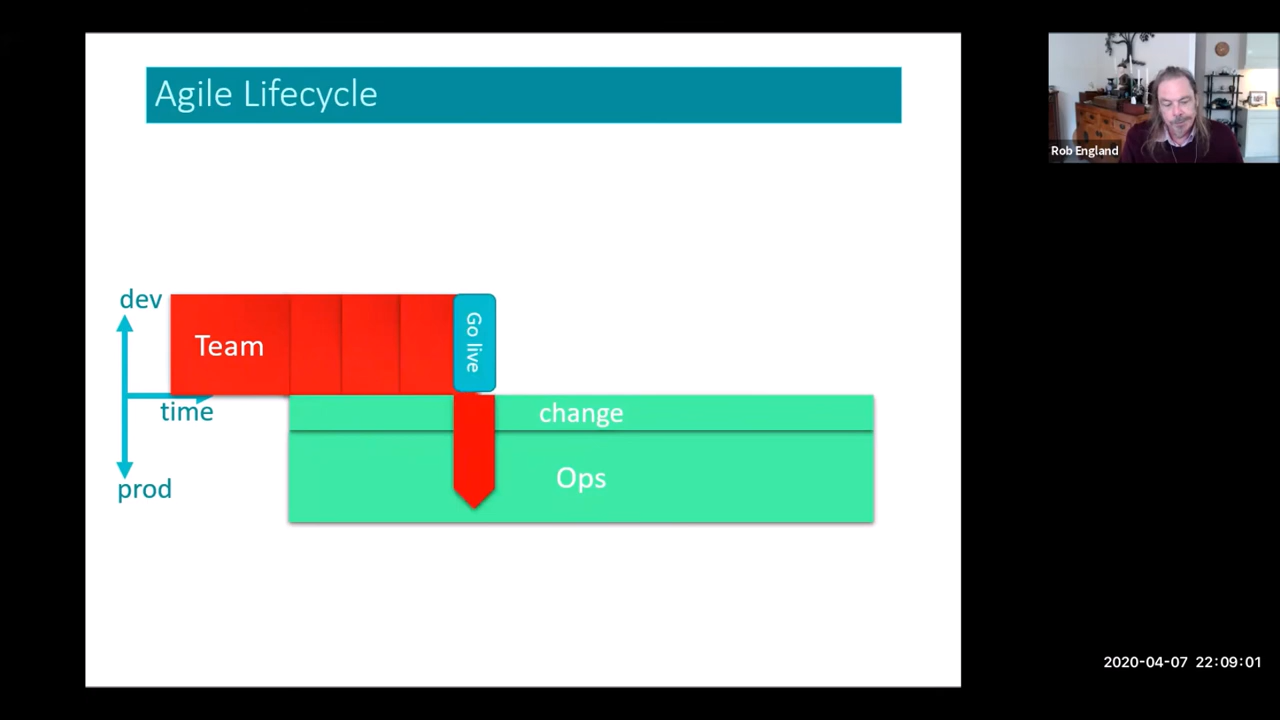 Agile Lifecycle
Rob England
dev
Team
Go live
time
change
Ops
prod
2020-04-07 22:09:01